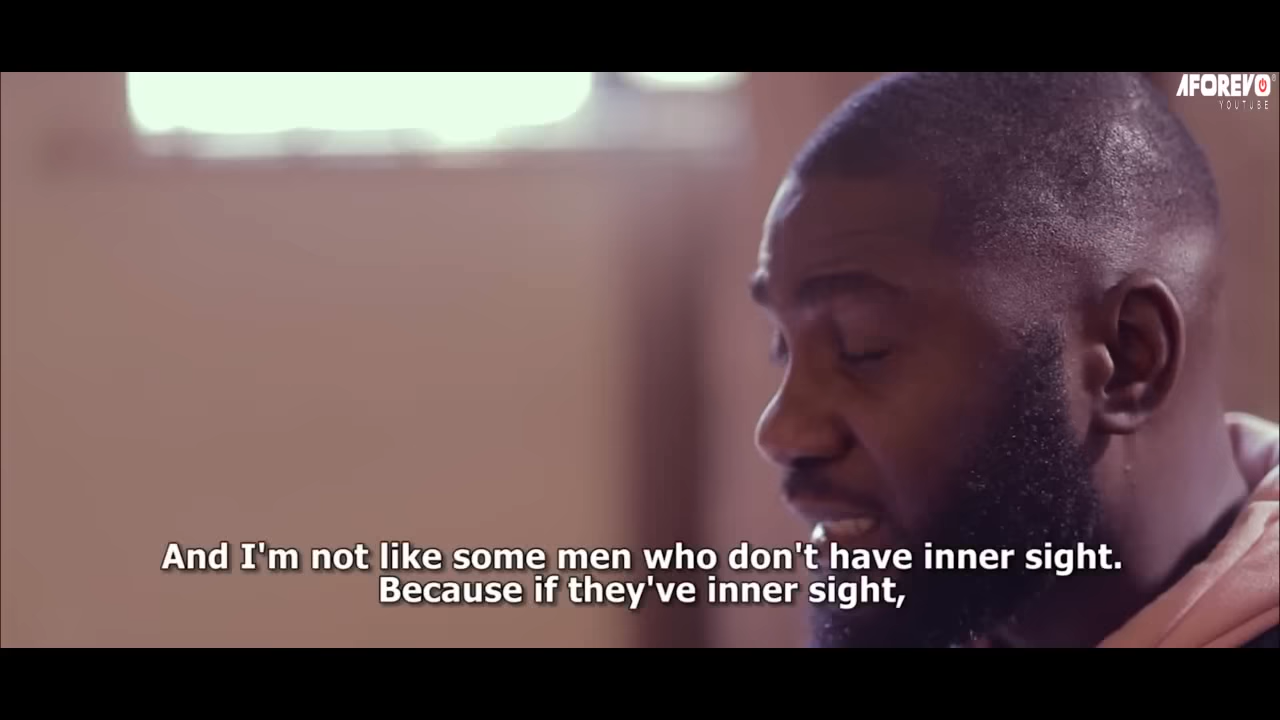 AFOREVO
YOUTUBE
And I'm not like some men who don't have inner sight.
Because if they've inner sight,